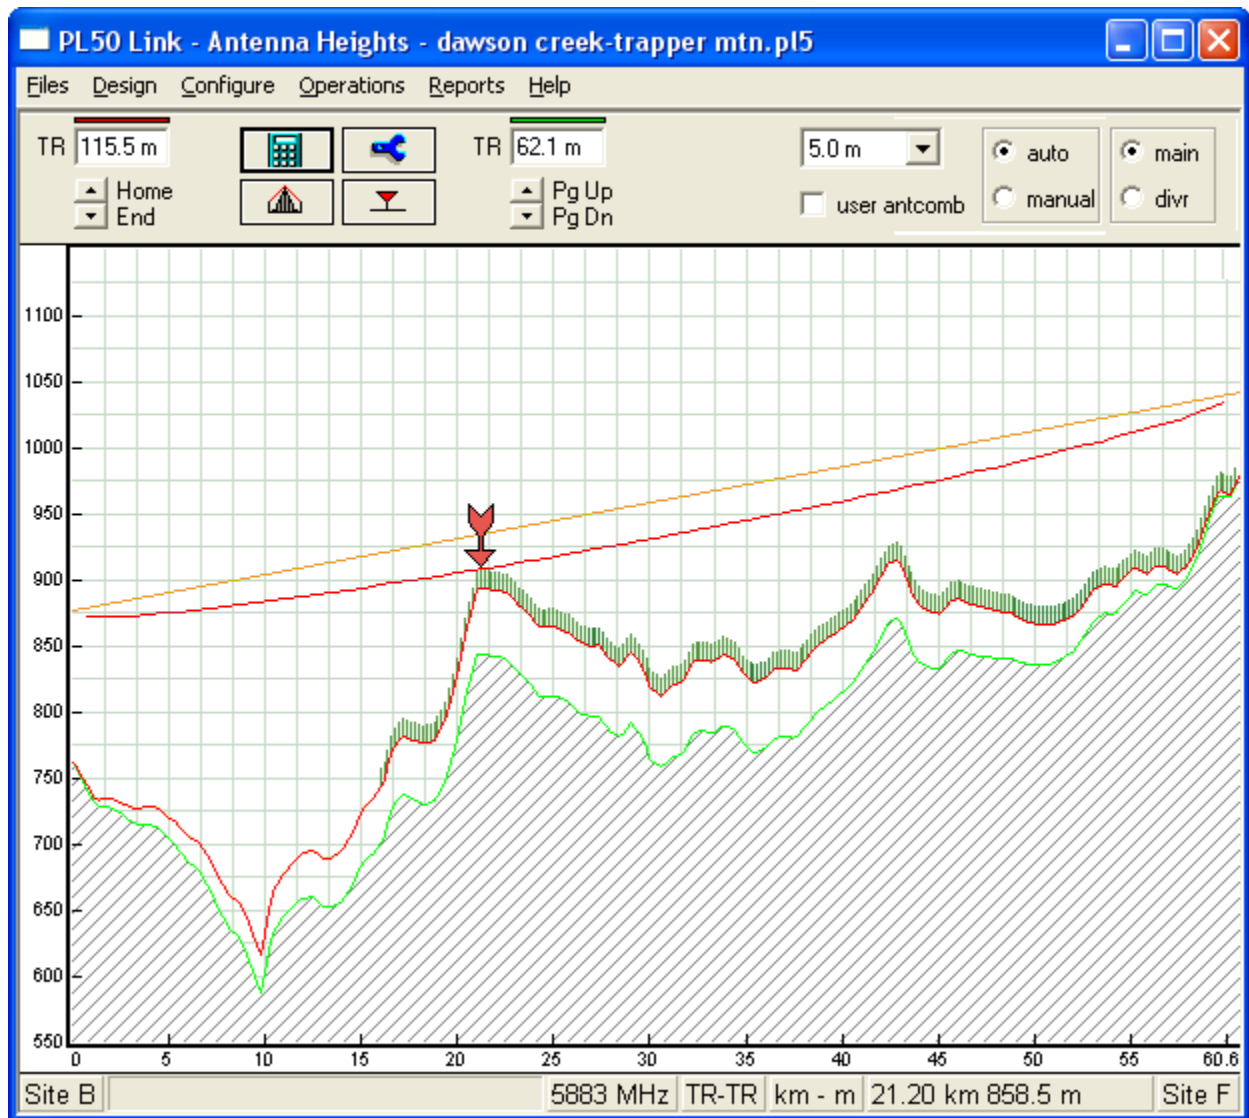 PL50 Link - Antenna Heights - dawson creek-trapper mtn.pl5
Files Design Configure Operations Reports Help
TR 115.5 m TR 62.1 m 5.0 m auto main
Home Pg Up user antcomb manual divr
End Pg Dn
1100
1050
1000
950
900
850
800
750
700
650
600
550
0 5 10 15 20 25 30 35 40 45 50 55 60.6
Site B 5883 MHz TR-TR km - m 21.20 km 858.5 m Site F